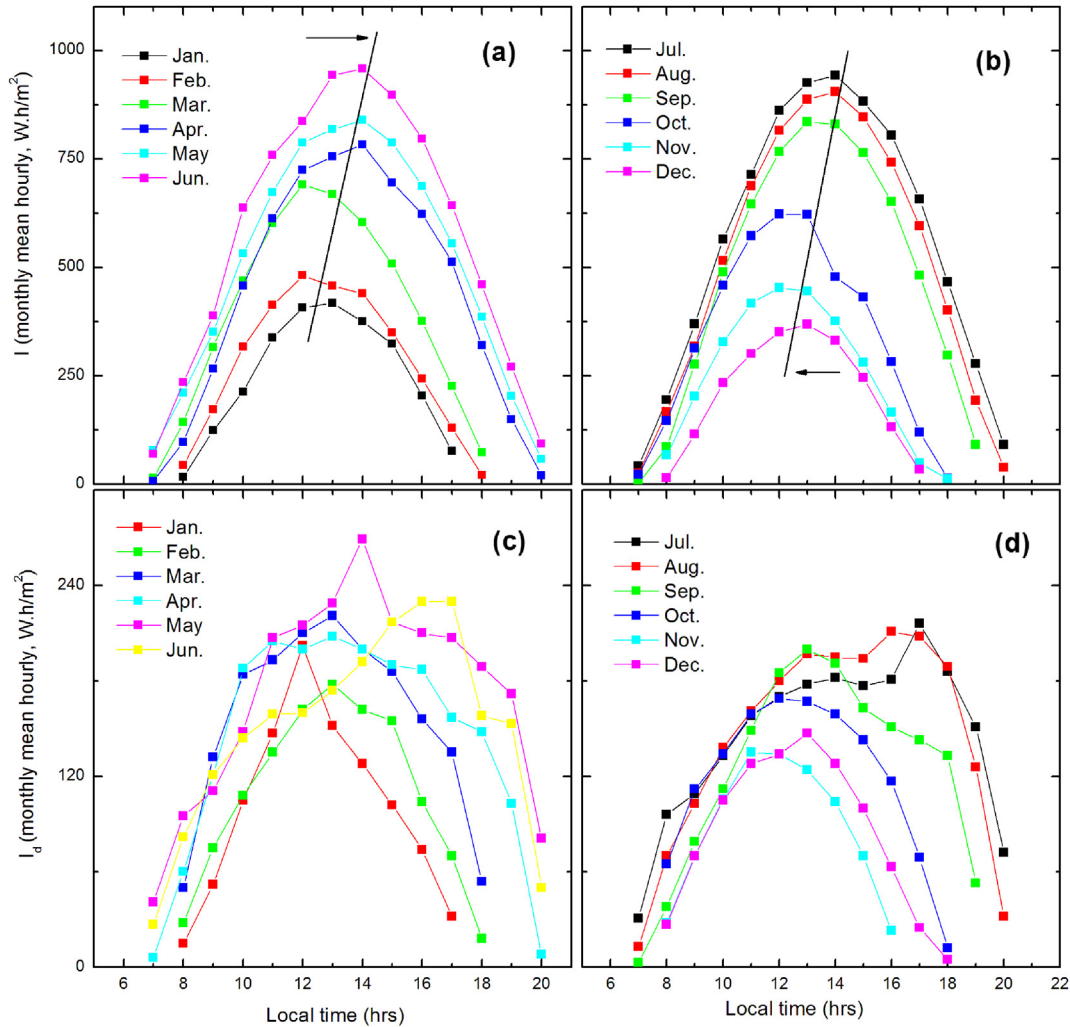 (a)
Jan.
Feb.
Mar.
Apr.
May
Jun.
1000
750
500
250
0
I (monthly mean hourly, W.h/m²)
(b)
Jul.
Aug.
Sep.
Oct.
Nov.
Dec.
(c)
Jan.
Feb.
Mar.
Apr.
May
Jun.
240
120
0
I_d (monthly mean hourly, W.h/m²)
6 8 10 12 14 16 18 20
Local time (hrs)
(d)
Jul.
Aug.
Sep.
Oct.
Nov.
Dec.
6 8 10 12 14 16 18 20 22
Local time (hrs)